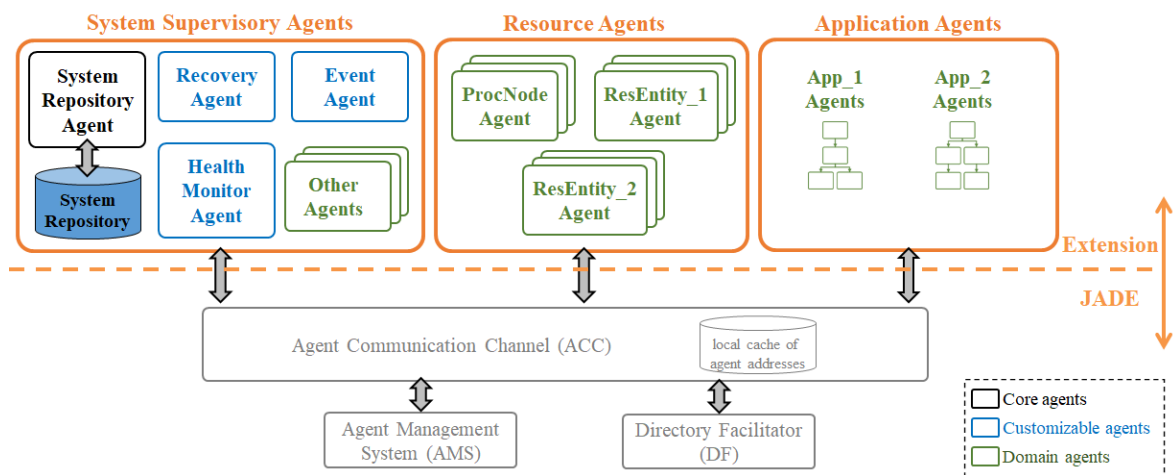 System Supervisory Agents
Resource Agents
Application Agents
System
Repository
Agent
System
Repository
Recovery
Agent
Event
Agent
Health
Monitor
Agent
Other
Agents
ProcNode
Agent
ResEntity_1
Agent
ResEntity_2
Agent
App_1
Agents
App_2
Agents
Extension
JADE
Agent Communication Channel (ACC)
local cache of
agent addresses
Agent Management
System (AMS)
Directory Facilitator
(DF)
Core agents
Customizable agents
Domain agents